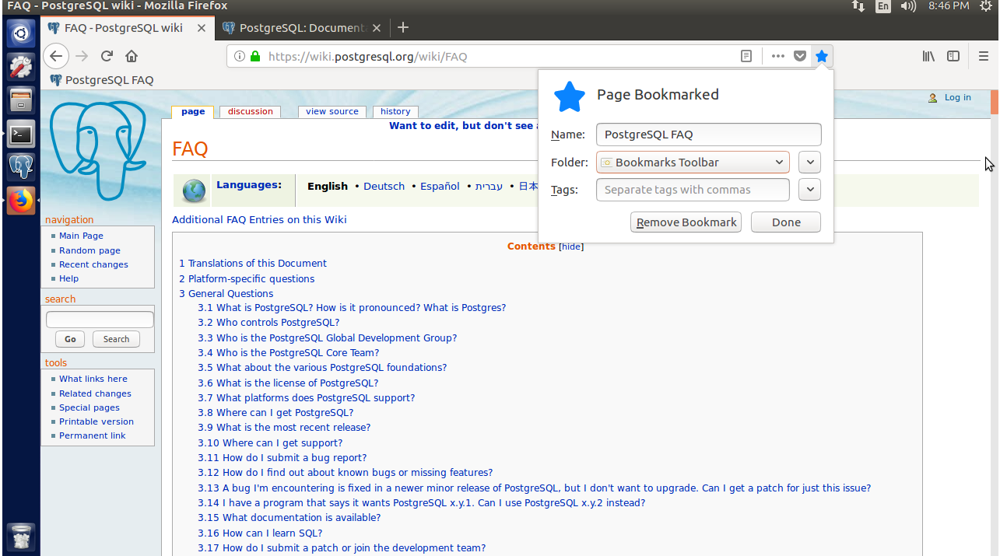 FAQ - PostgreSQL wiki - Mozilla Firefox
En
8:46 PM
FAQ - PostgreSQL wiki
PostgreSQL: Documenta
https://wiki.postgresql.org/wiki/FAQ
PostgreSQL FAQ
Log in
page
discussion
view source
history
Want to edit, but don't see
FAQ
Languages:
English • Deutsch • Español • עברית • 日本
Additional FAQ Entries on this Wiki
Page Bookmarked
Name: PostgreSQL FAQ
Folder: Bookmarks Toolbar
Tags: Separate tags with commas
Remove Bookmark
Done
navigation
Main Page
Random page
Recent changes
Help
search
Go
Search
tools
What links here
Related changes
Special pages
Printable version
Permanent link
Contents [hide]
1 Translations of this Document
2 Platform-specific questions
3 General Questions
3.1 What is PostgreSQL? How is it pronounced? What is Postgres?
3.2 Who controls PostgreSQL?
3.3 Who is the PostgreSQL Global Development Group?
3.4 Who is the PostgreSQL Core Team?
3.5 What about the various PostgreSQL foundations?
3.6 What is the license of PostgreSQL?
3.7 What platforms does PostgreSQL support?
3.8 Where can I get PostgreSQL?
3.9 What is the most recent release?
3.10 Where can I get support?
3.11 How do I submit a bug report?
3.12 How do I find out about known bugs or missing features?
3.13 A bug I'm encountering is fixed in a newer minor release of PostgreSQL, but I don't want to upgrade. Can I get a patch for just this issue?
3.14 I have a program that says it wants PostgreSQL x.y.1. Can I use PostgreSQL x.y.2 instead?
3.15 What documentation is available?
3.16 How can I learn SQL?
3.17 How do I submit a patch or join the development team?